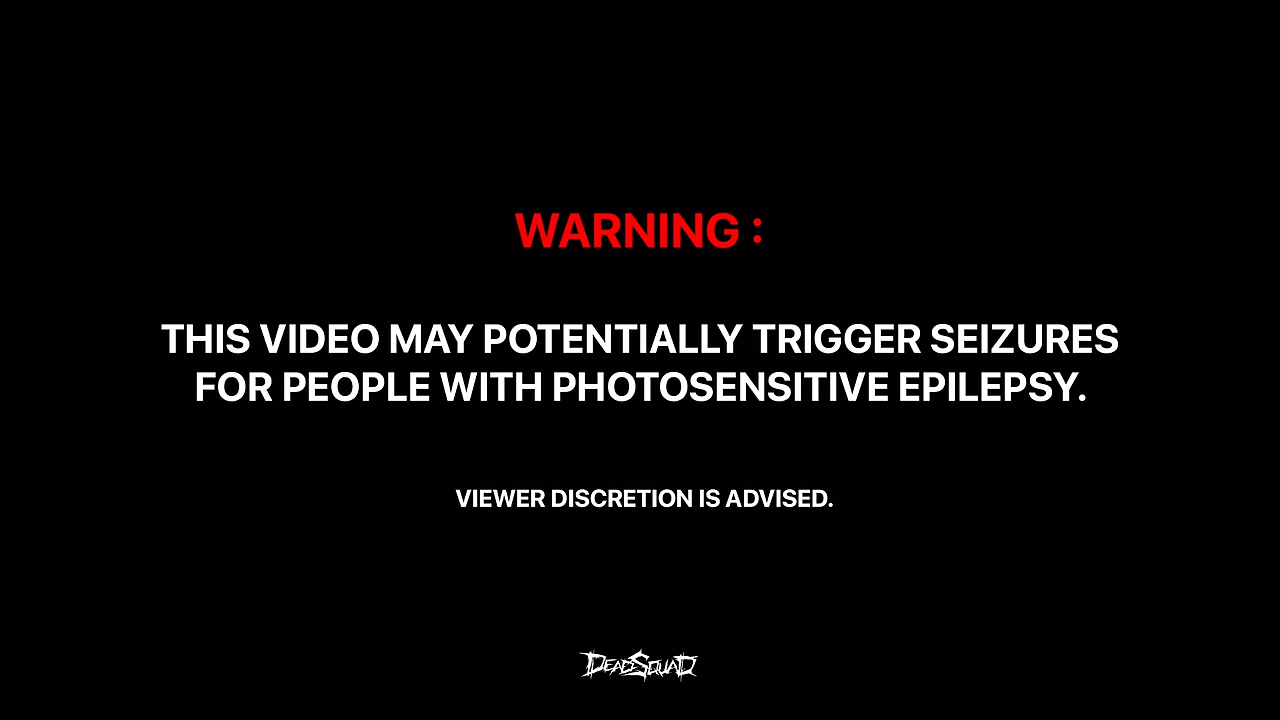 WARNING :
THIS VIDEO MAY POTENTIALLY TRIGGER SEIZURES
FOR PEOPLE WITH PHOTOSENSITIVE EPILEPSY.
VIEWER DISCRETION IS ADVISED.
DEADSQUAD